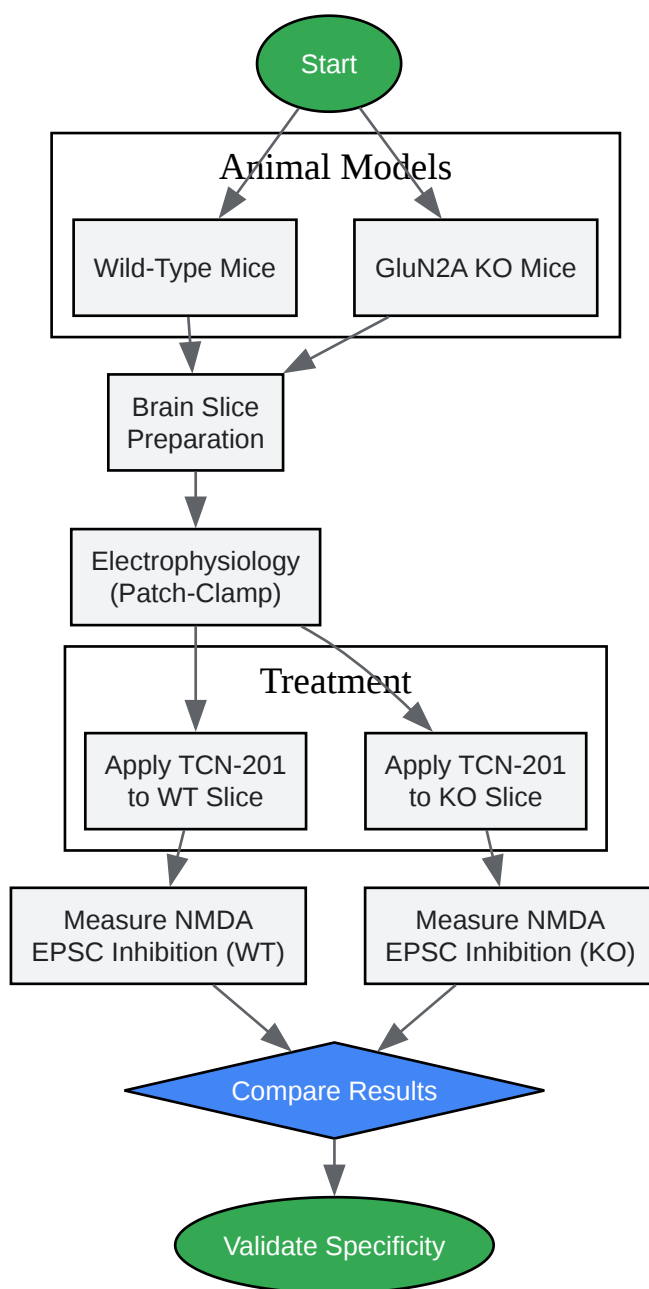 Start
Animal Models
Wild-Type Mice
GluN2A KO Mice
Brain Slice
Preparation
Electrophysiology
(Patch-Clamp)
Treatment
Apply TCN-201
to WT Slice
Apply TCN-201
to KO Slice
Measure NMDA
EPSC Inhibition (WT)
Measure NMDA
EPSC Inhibition (KO)
Compare Results
Validate Specificity